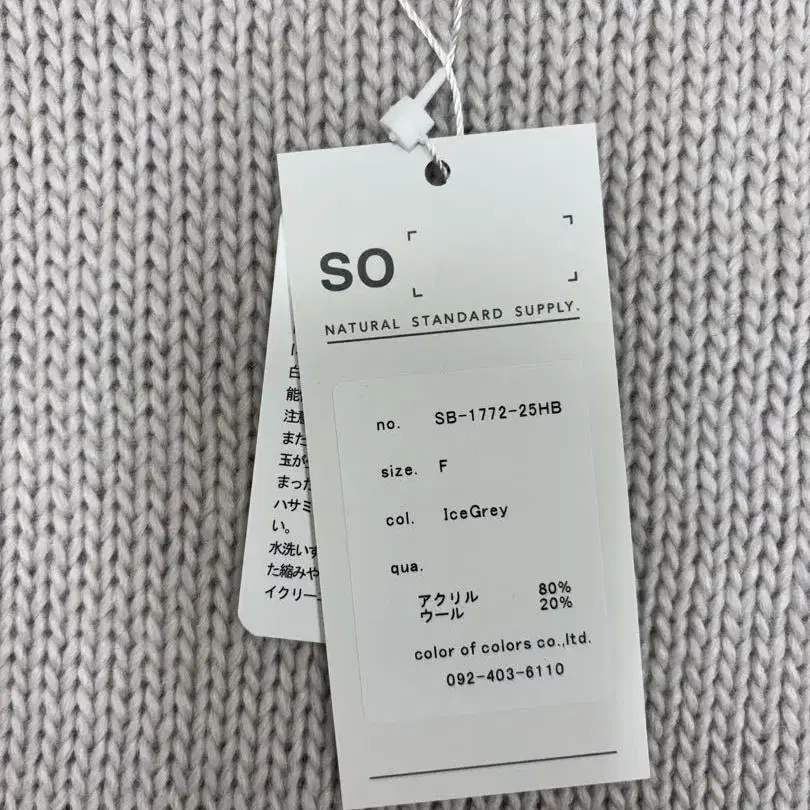 SO
NATURAL STANDARD SUPPLY.
no. SB-1772-25HB
size. F
col. IceGrey
qua.
アクリル 80%
ウール 20%
color of colors co.,ltd.
092-403-6110
白
能
注意
また
玉が
まった
ハサミ
い。
水洗い
た縮みや
イクリー